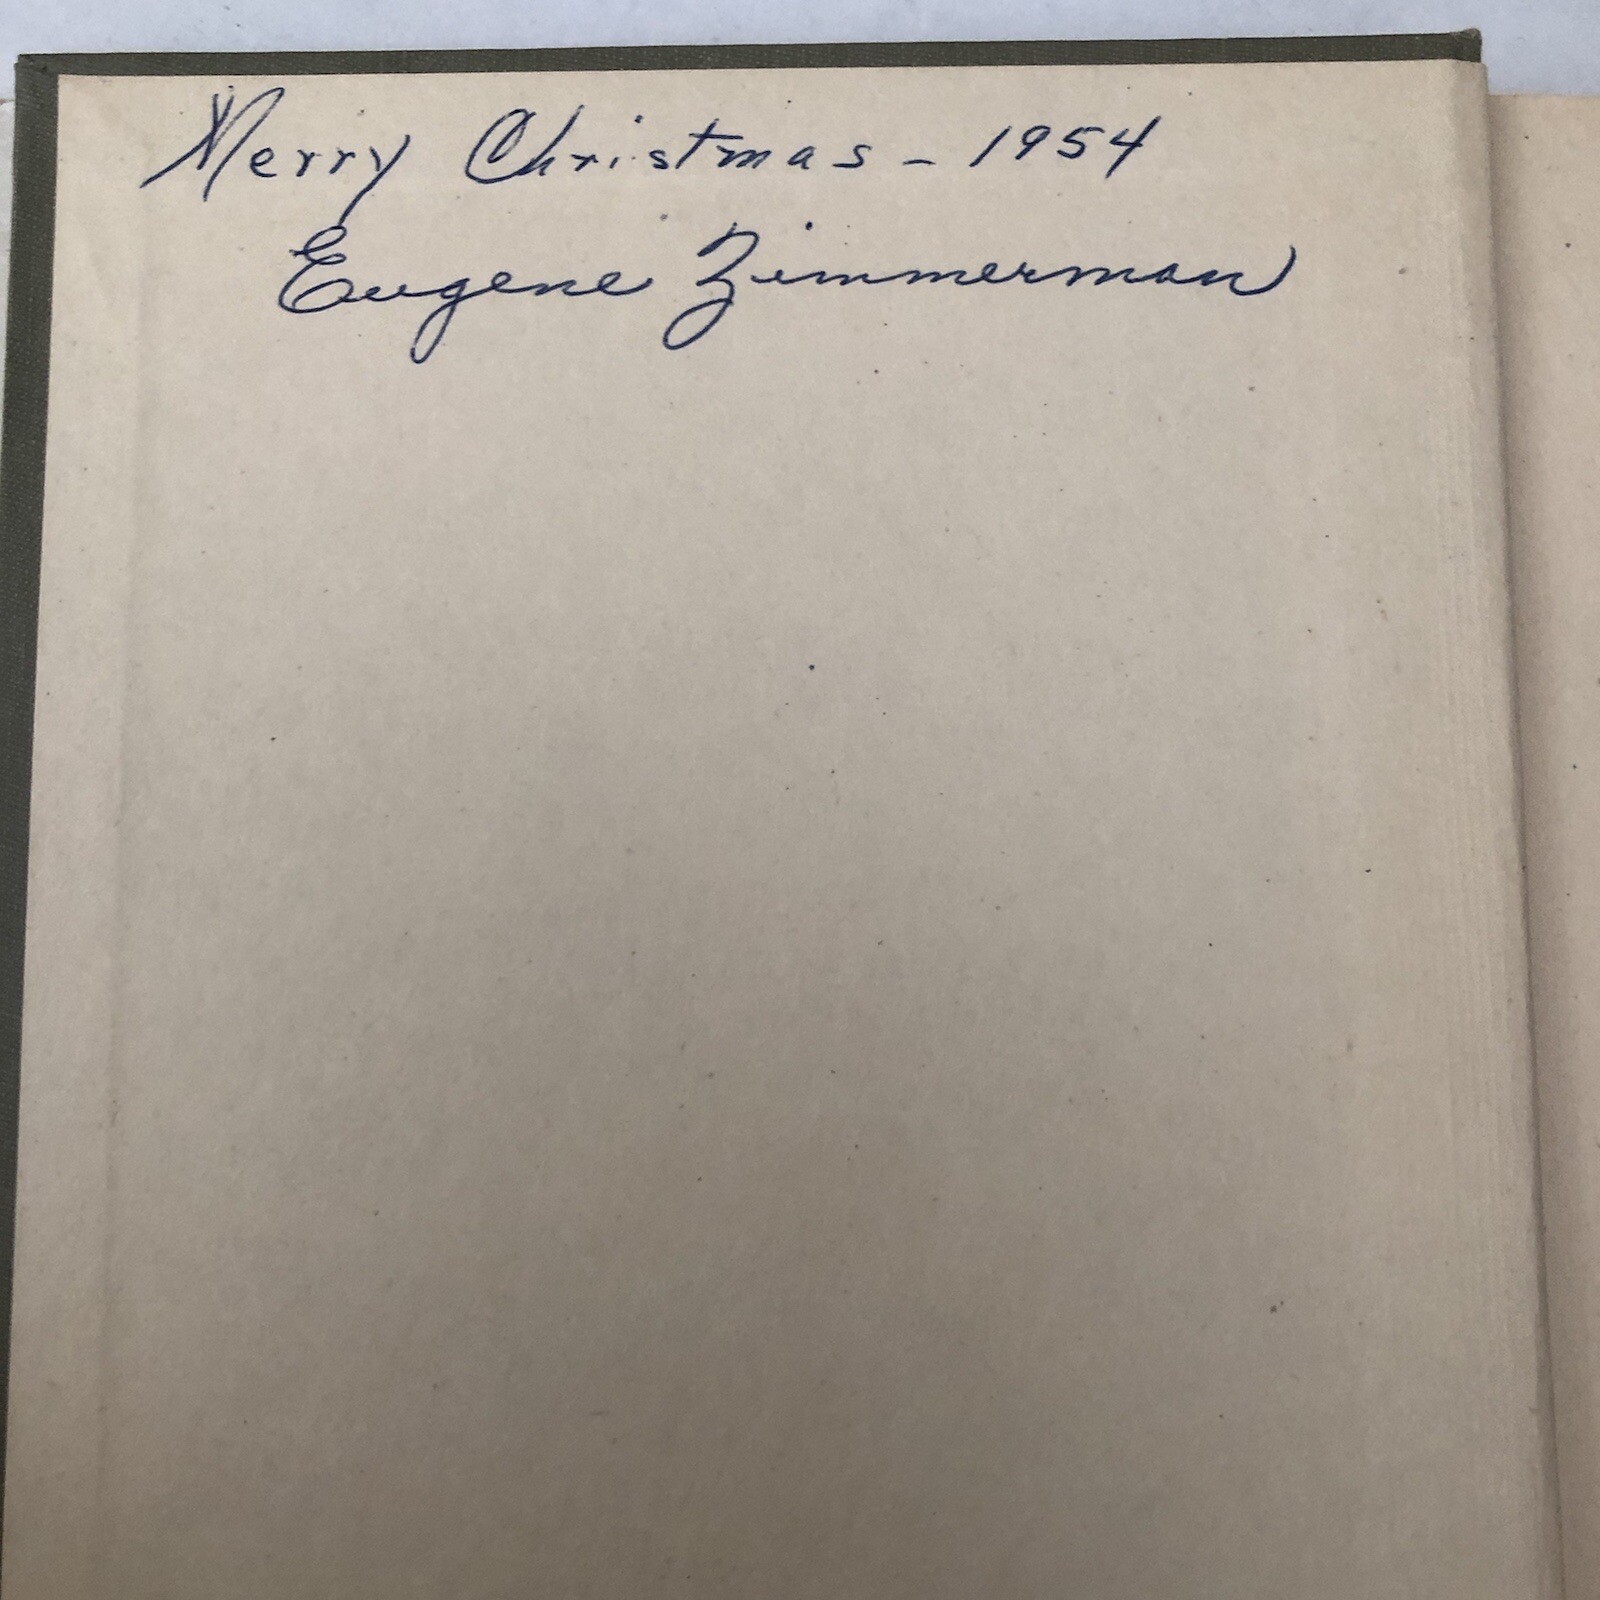 Merry Christmas - 1954
Eugene Zimmerman